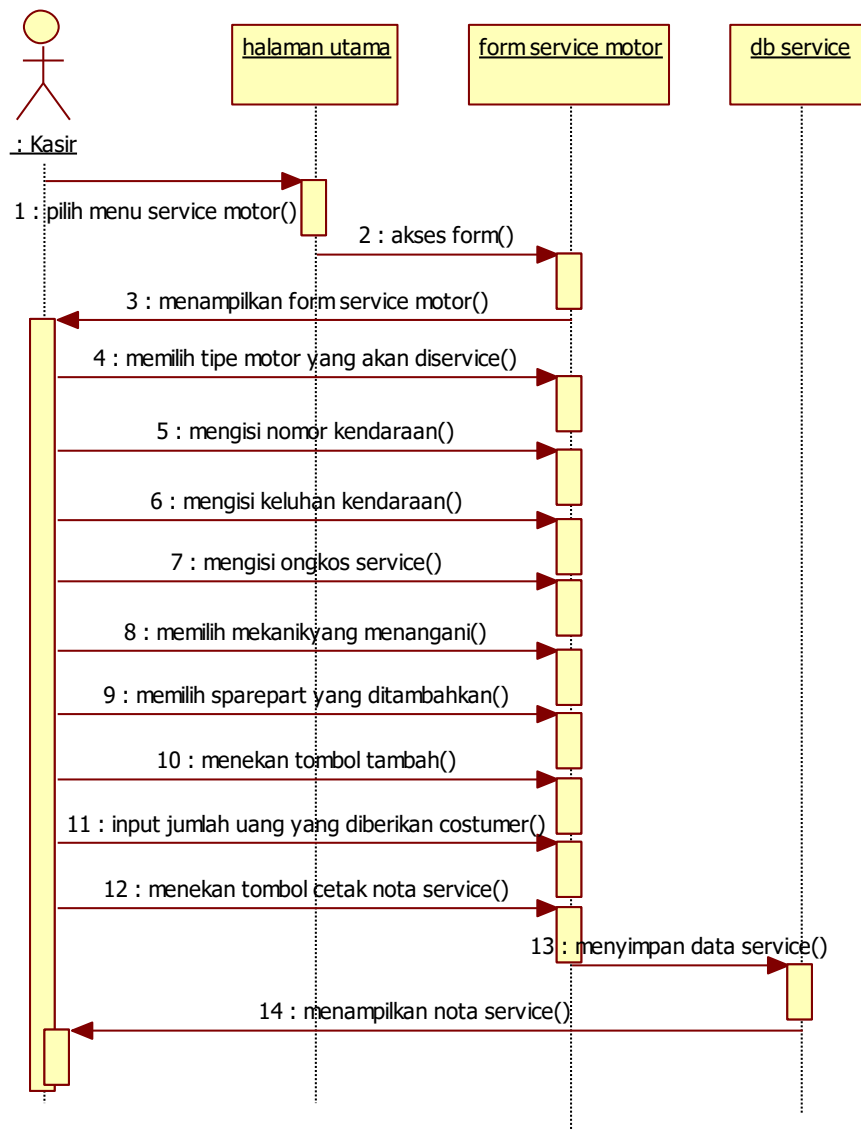 halaman utama
form service motor
db service
: Kasir
1 : pilih menu service motor()
2 : akses form()
3 : menampilkan form service motor()
4 : memilih tipe motor yang akan diservice()
5 : mengisi nomor kendaraan()
6 : mengisi keluhan kendaraan()
7 : mengisi ongkos service()
8 : memilih mekanikyang menangani()
9 : memilih sparepart yang ditambahkan()
10 : menekan tombol tambah()
11 : input jumlah uang yang diberikan costumer()
12 : menekan tombol cetak nota service()
13 : menyimpan data service()
14 : menampilkan nota service()